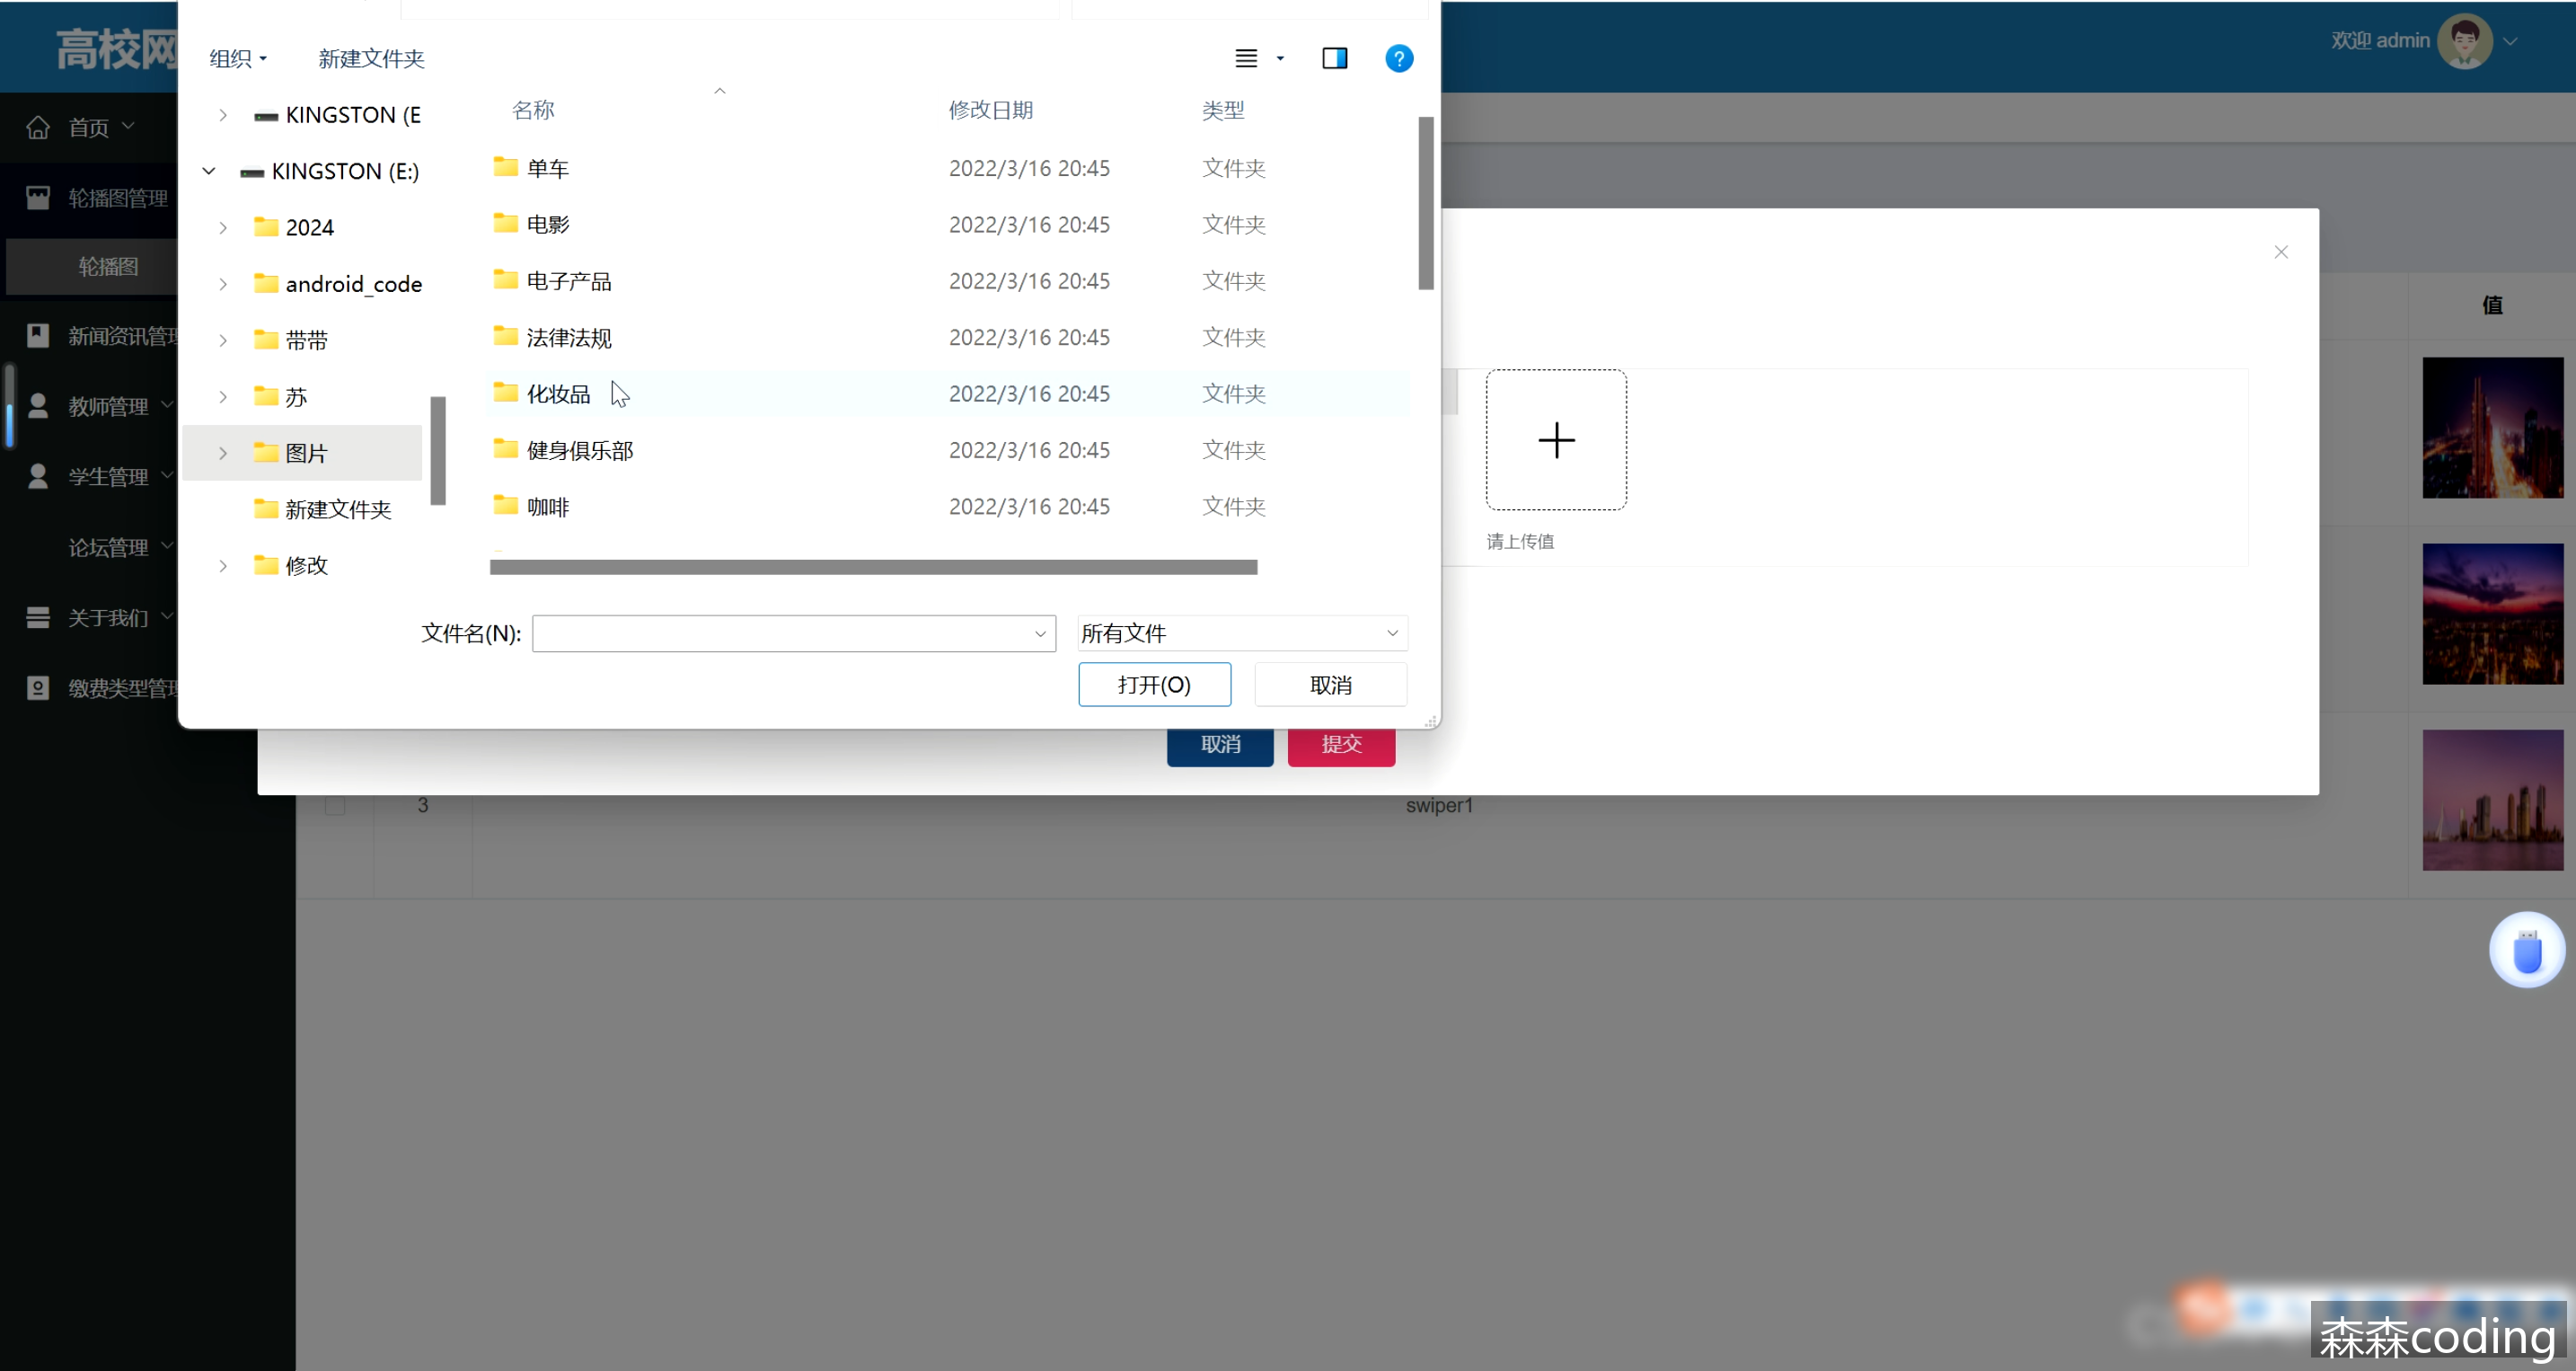 高校网
欢迎 admin
首页
轮播图管理
轮播图
新闻资讯管理
教师管理
学生管理
论坛管理
关于我们
缴费类型管理
组织
新建文件夹
?
KINGSTON (E
KINGSTON (E:)
2024
android_code
带带
苏
图片
新建文件夹
修改
名称 修改日期 类型
单车 2022/3/16 20:45 文件夹
电影 2022/3/16 20:45 文件夹
电子产品 2022/3/16 20:45 文件夹
法律法规 2022/3/16 20:45 文件夹
化妆品 2022/3/16 20:45 文件夹
健身俱乐部 2022/3/16 20:45 文件夹
咖啡 2022/3/16 20:45 文件夹
文件名(N):
所有文件
打开(O) 取消
请上传值
取消 提交
值
3 swiper1
森森coding